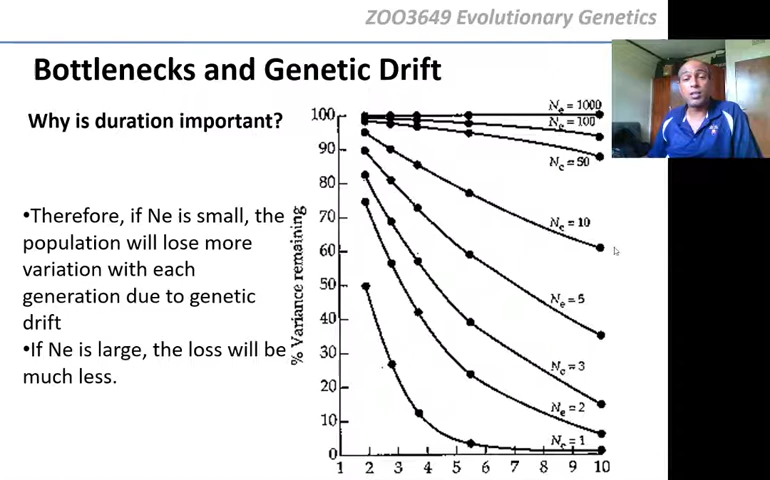 ZOO3649 Evolutionary Genetics
Bottlenecks and Genetic Drift
Why is duration important?
•Therefore, if Ne is small, the
population will lose more
variation with each
generation due to genetic
drift
•If Ne is large, the loss will be
much less.
% Variance remaining
100
90
80
70
60
50
40
30
20
10
0
1 2 3 4 5 6 7 8 9 10
Ne = 1000
Ne = 100
Ne = 50
Ne = 10
Ne = 5
Ne = 3
Ne = 2
Ne = 1